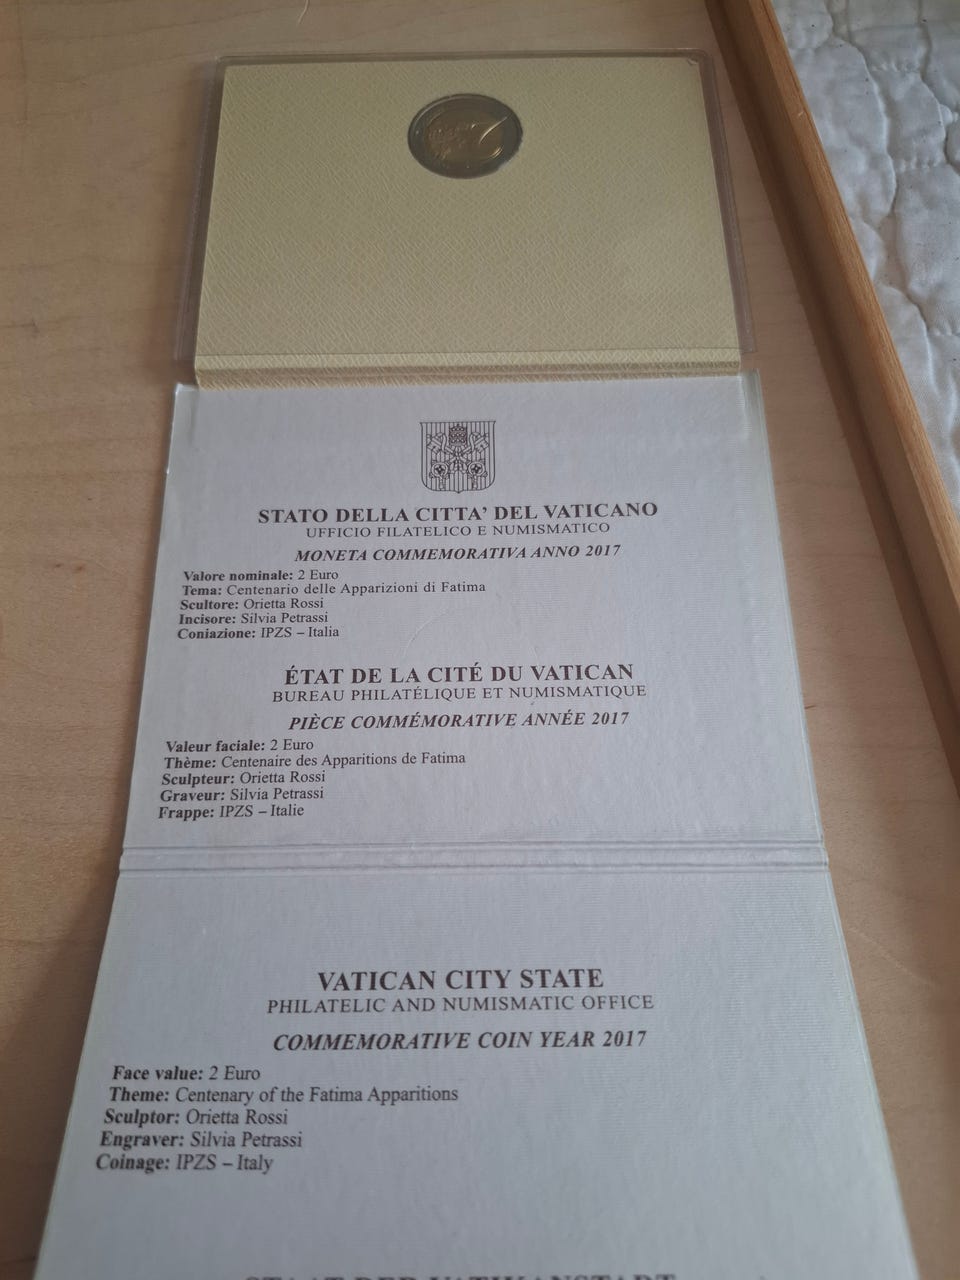 STATO DELLA CITTA' DEL VATICANO
UFFICIO FILATELICO E NUMISMATICO
MONETA COMMEMORATIVA ANNO 2017
Valore nominale: 2 Euro
Tema: Centenario delle Apparizioni di Fatima
Scultore: Orietta Rossi
Incisore: Silvia Petrassi
Coniazione: IPZS – Italia
ÉTAT DE LA CITÉ DU VATICAN
BUREAU PHILATÉLIQUE ET NUMISMATIQUE
PIÈCE COMMÉMORATIVE ANNÉE 2017
Valeur faciale: 2 Euro
Thème: Centenaire des Apparitions de Fatima
Sculpteur: Orietta Rossi
Graveur: Silvia Petrassi
Frappe: IPZS – Italie
VATICAN CITY STATE
PHILATELIC AND NUMISMATIC OFFICE
COMMEMORATIVE COIN YEAR 2017
Face value: 2 Euro
Theme: Centenary of the Fatima Apparitions
Sculptor: Orietta Rossi
Engraver: Silvia Petrassi
Coinage: IPZS – Italy
STAAT DER VATIKANSTADT